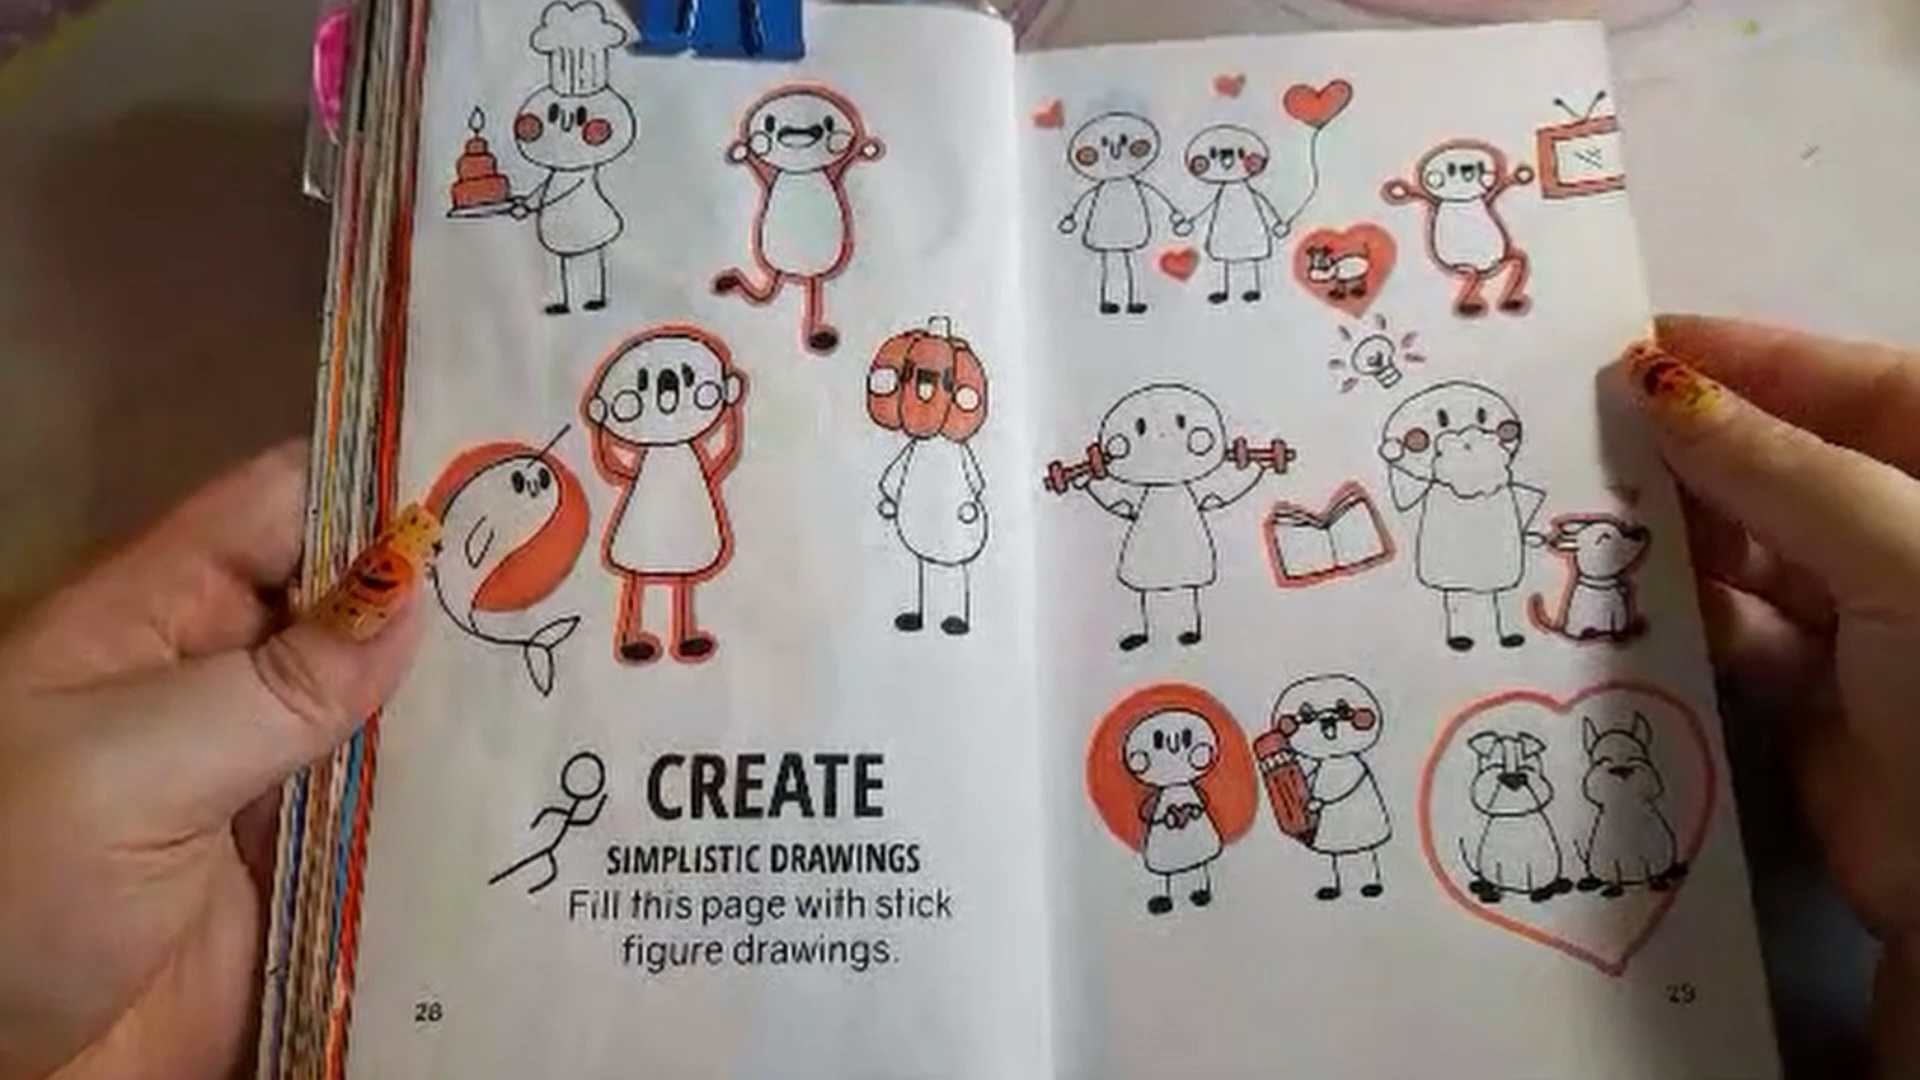 CREATE
SIMPLISTIC DRAWINGS
Fill this page with stick
figure drawings.
28
29